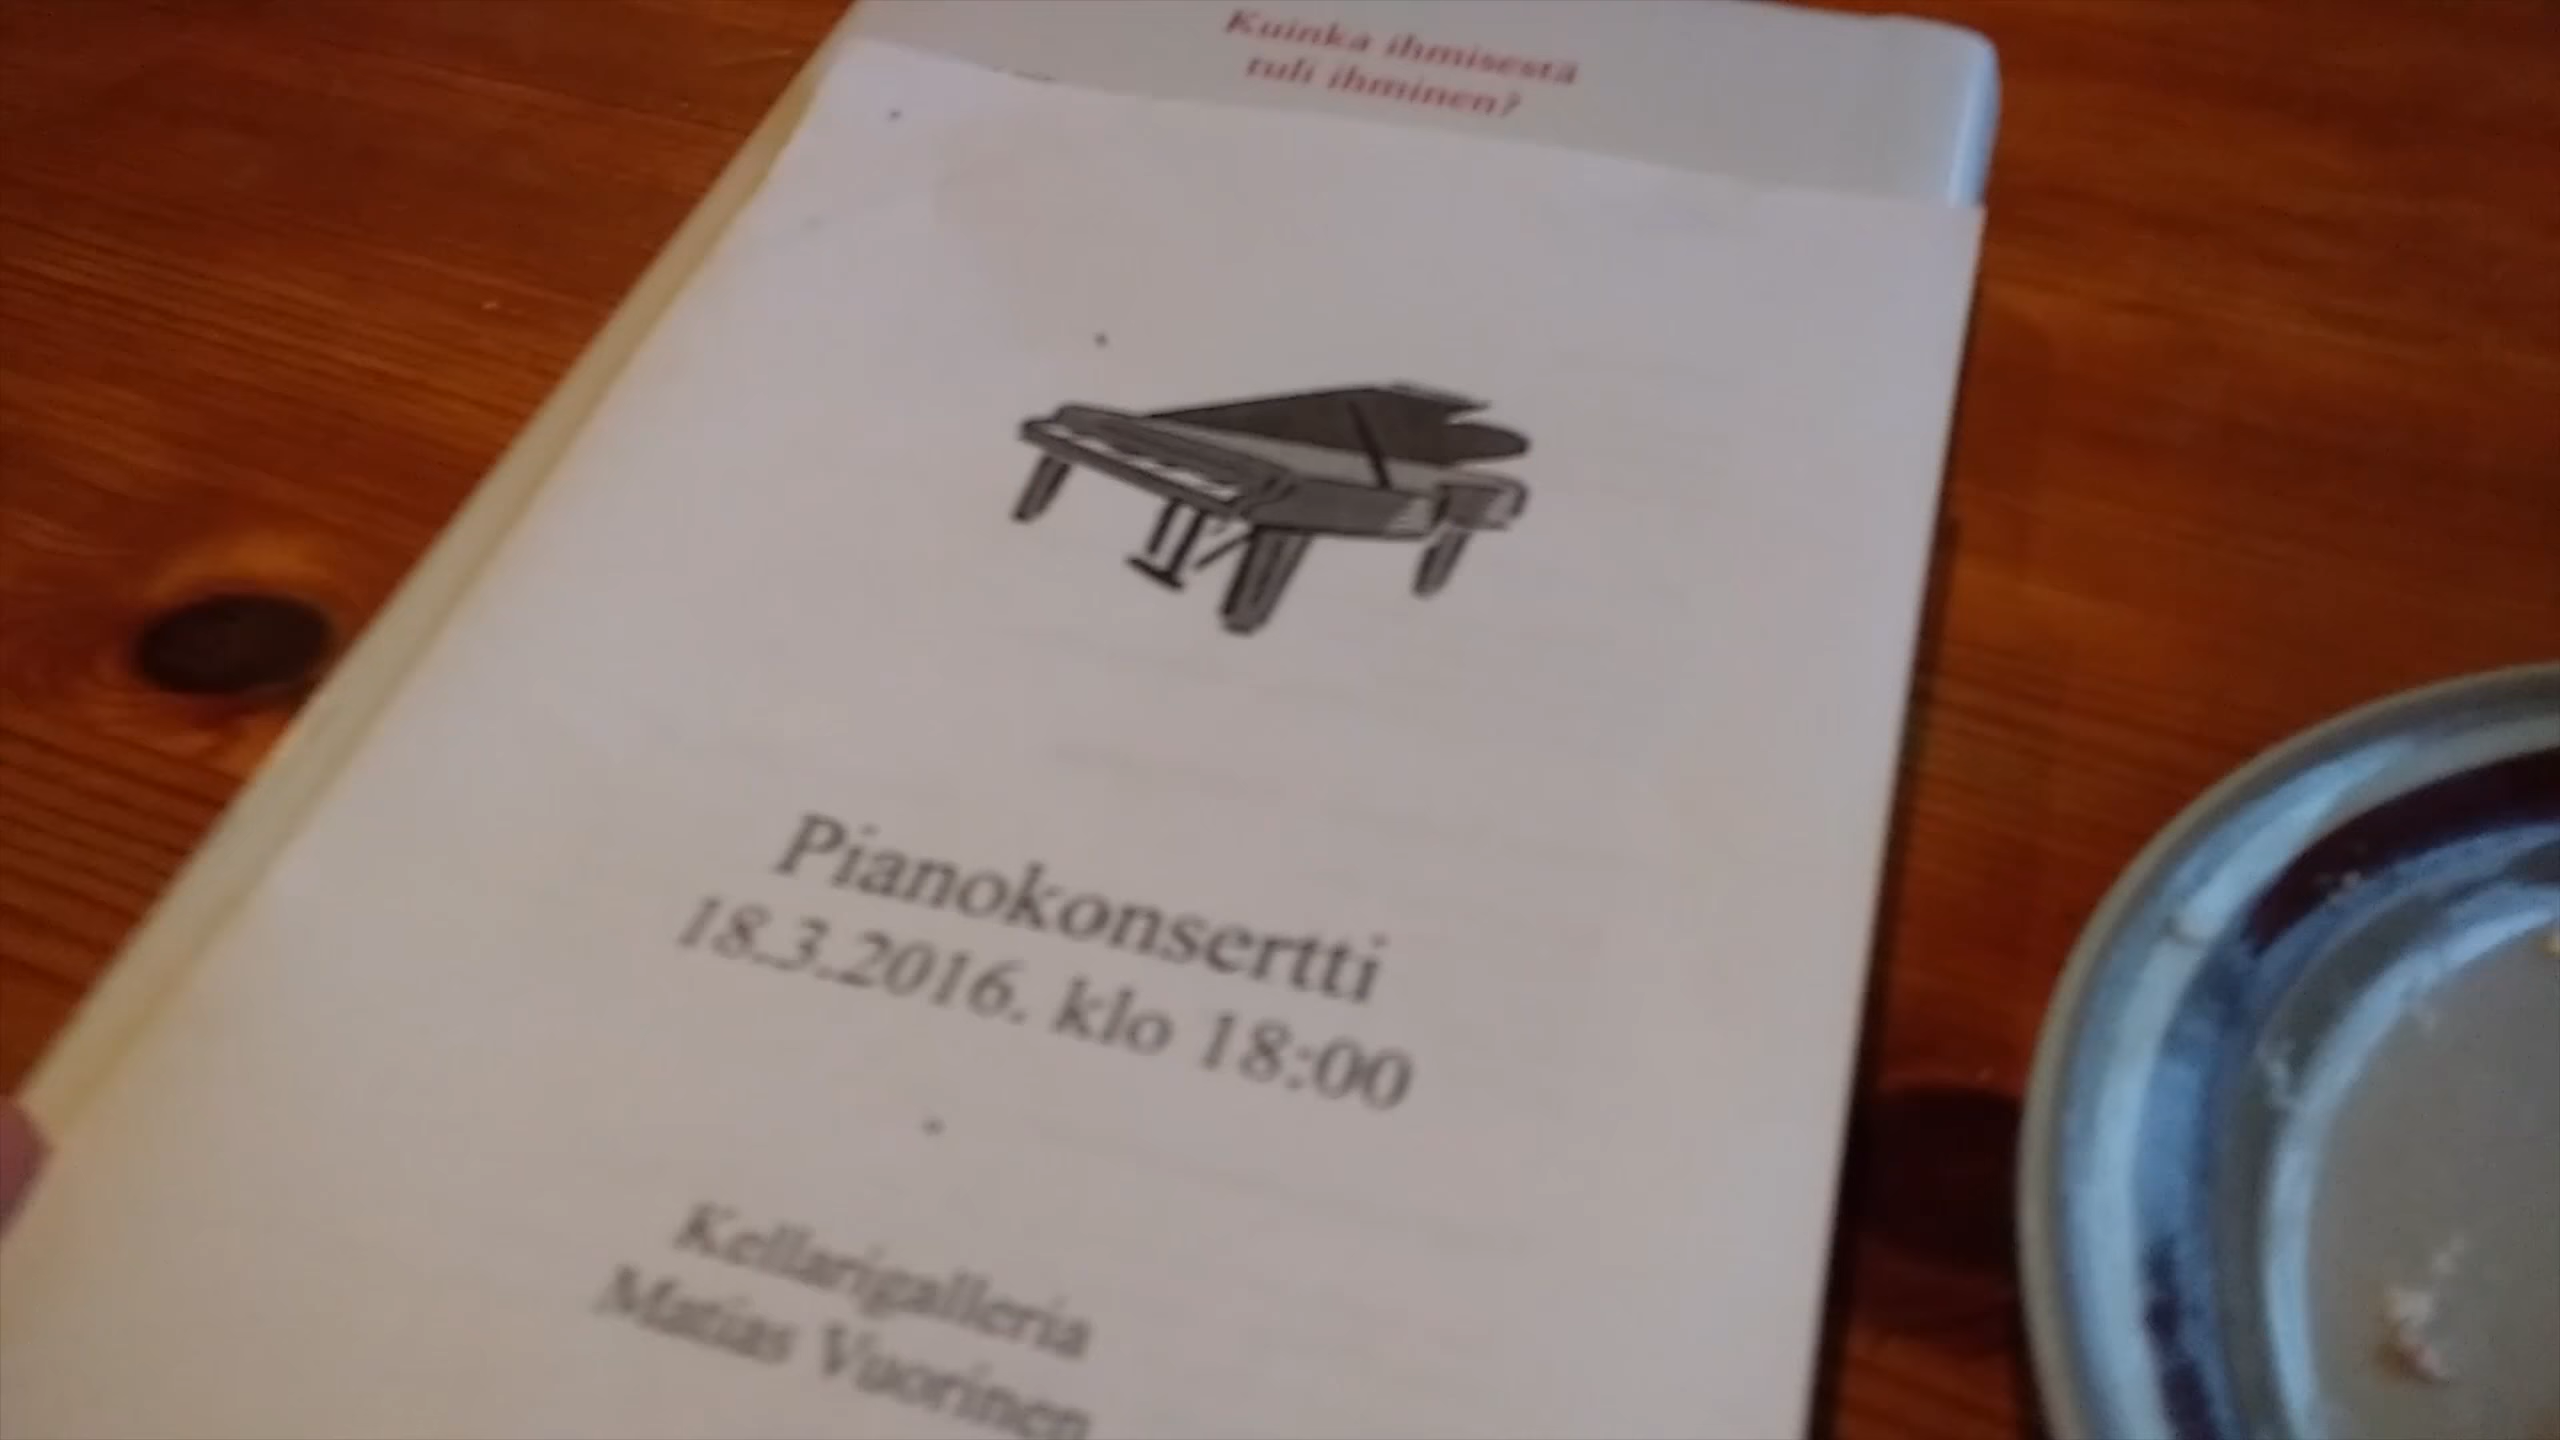 Kuinka ihmisestä
tuli ihminen?
Pianokonsertti
18.3.2016. klo 18:00
Kellarigalleria
Matias Vuorinen